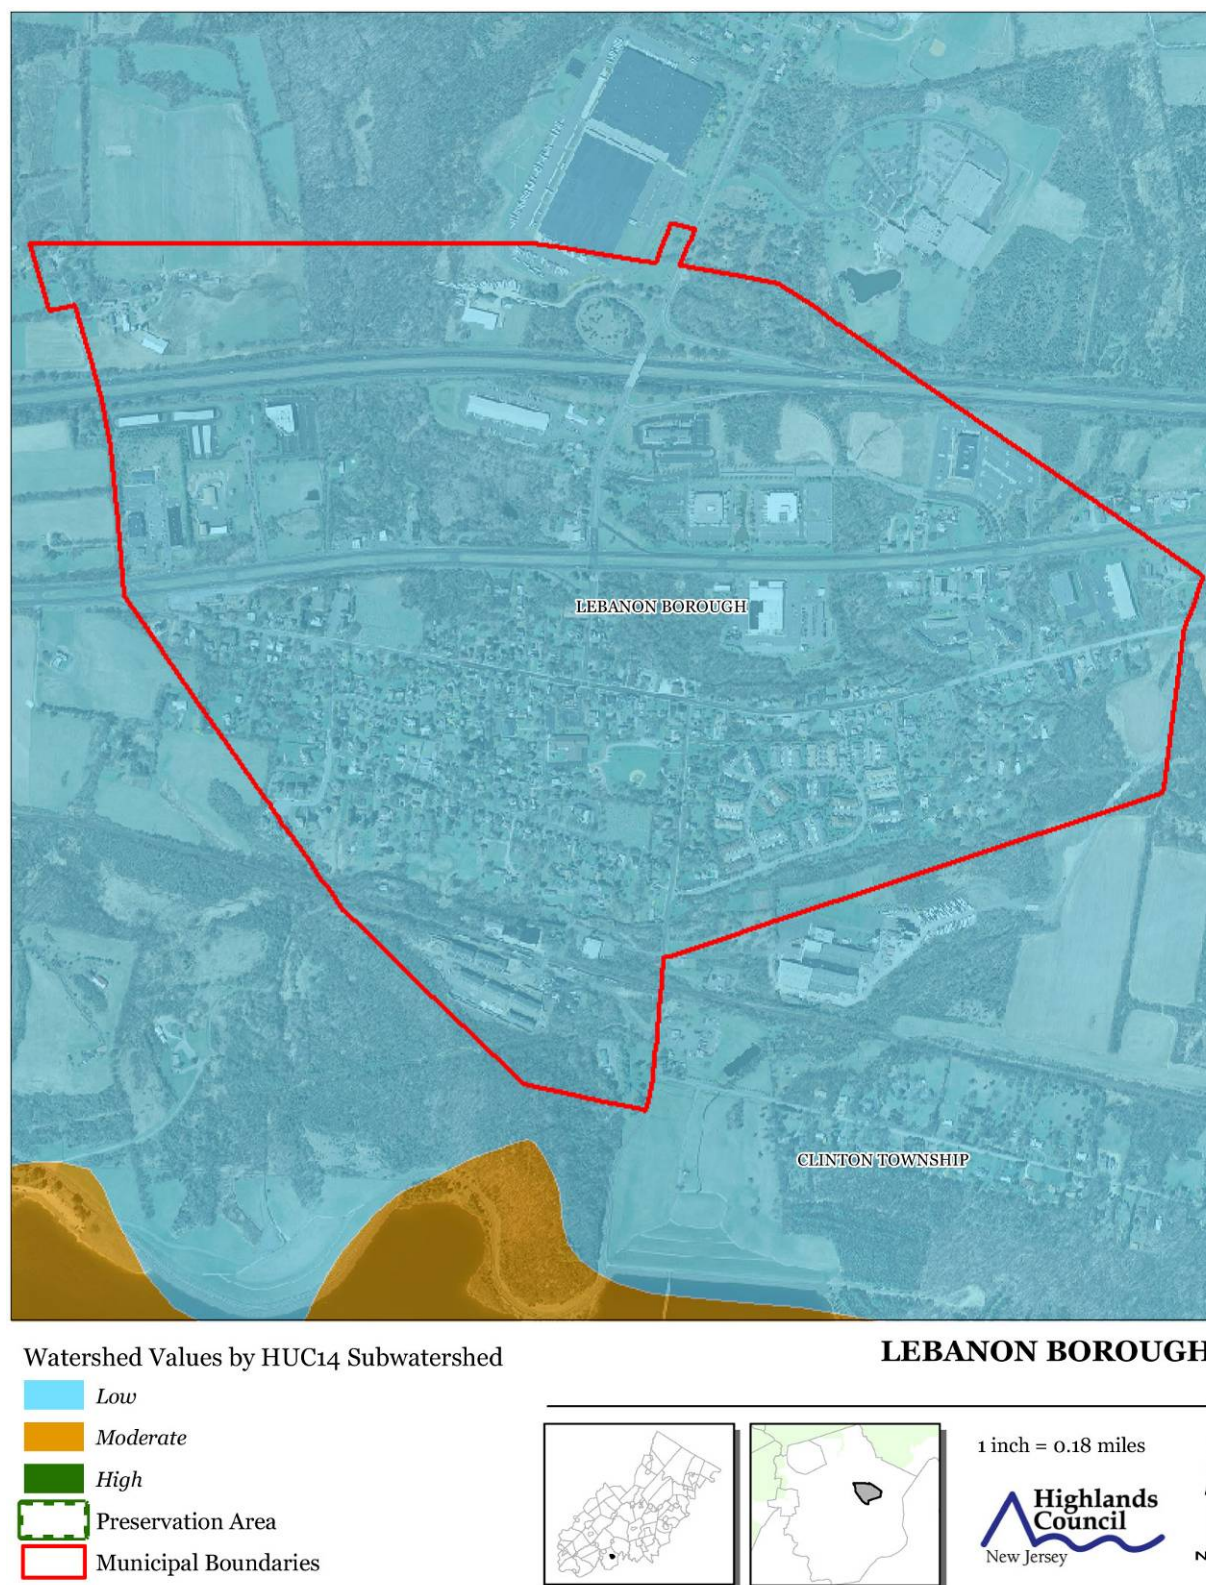 LEBANON BOROUGH
CLINTON TOWNSHIP
Watershed Values by HUC14 Subwatershed
Low
Moderate
High
Preservation Area
Municipal Boundaries
LEBANON BOROUGH
1 inch = 0.18 miles
Highlands
Council
New Jersey
N